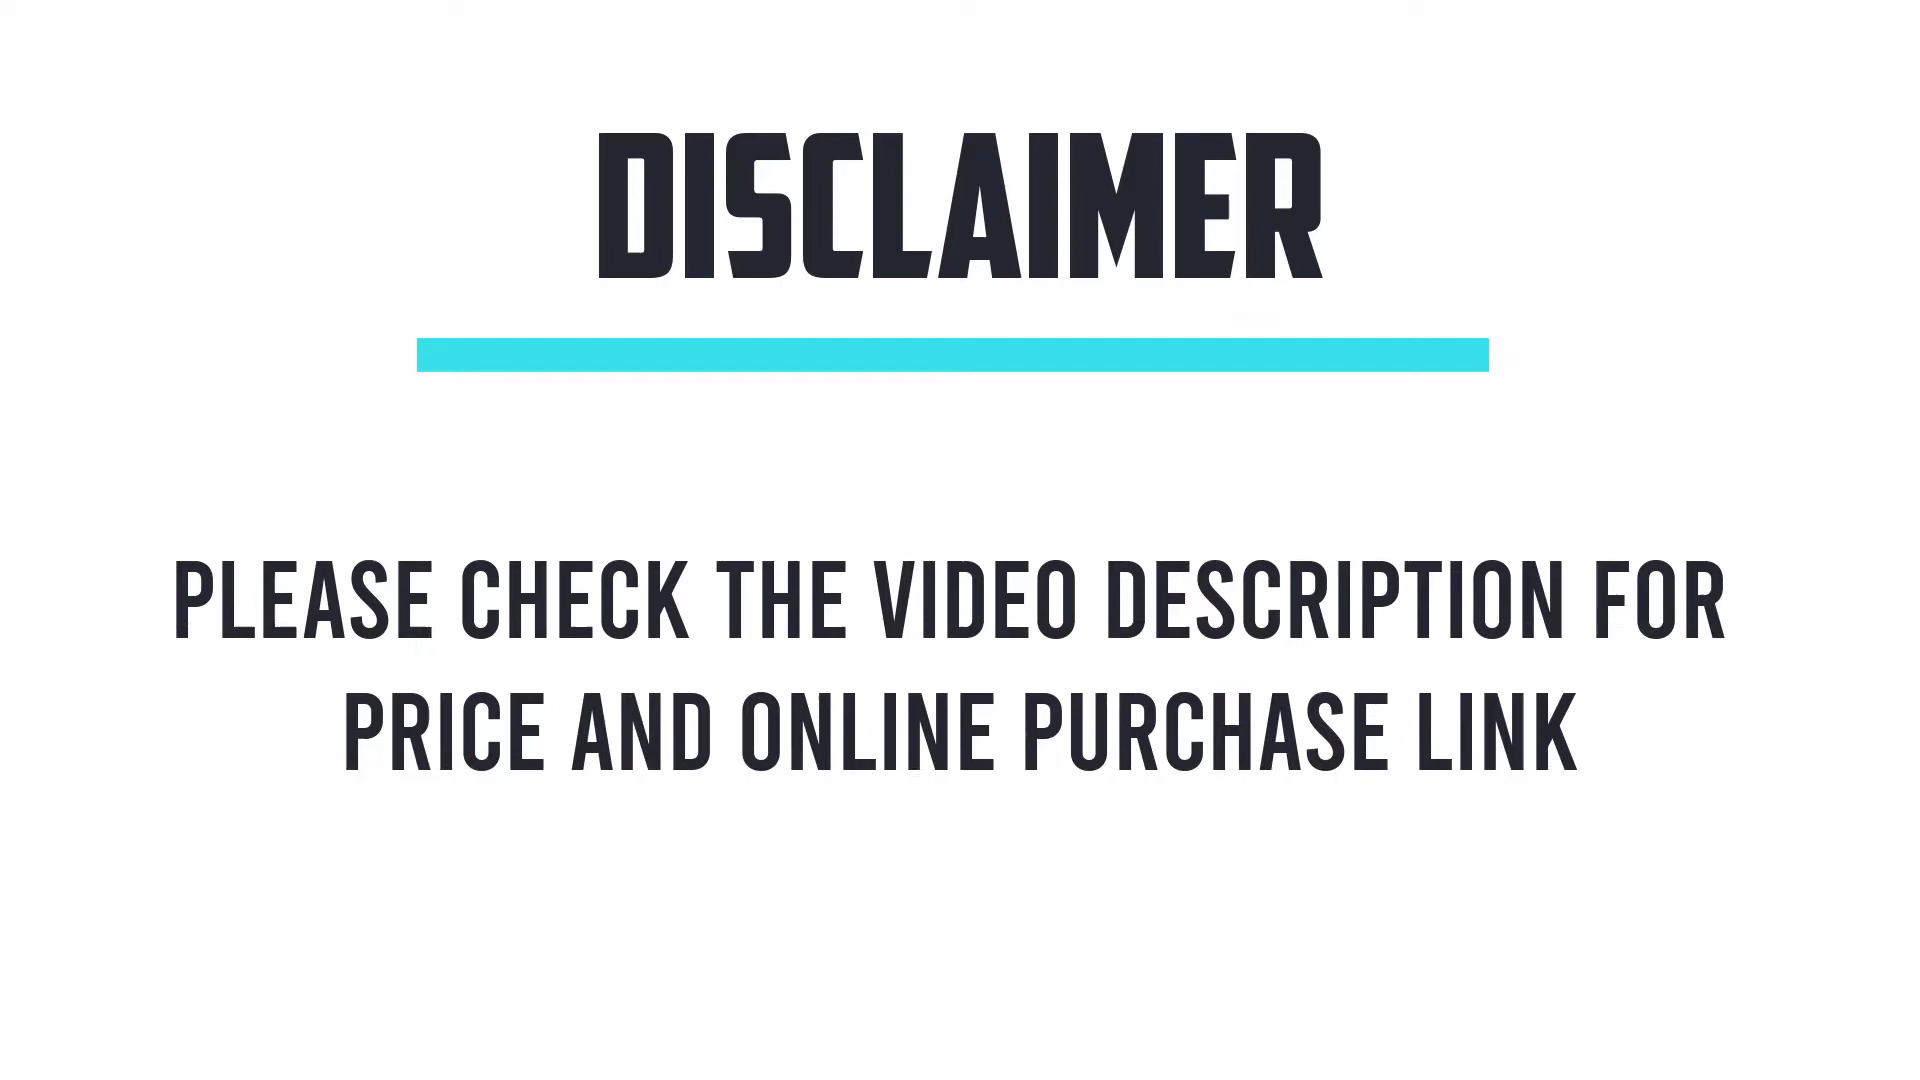 DISCLAIMER
PLEASE CHECK THE VIDEO DESCRIPTION FOR
PRICE AND ONLINE PURCHASE LINK